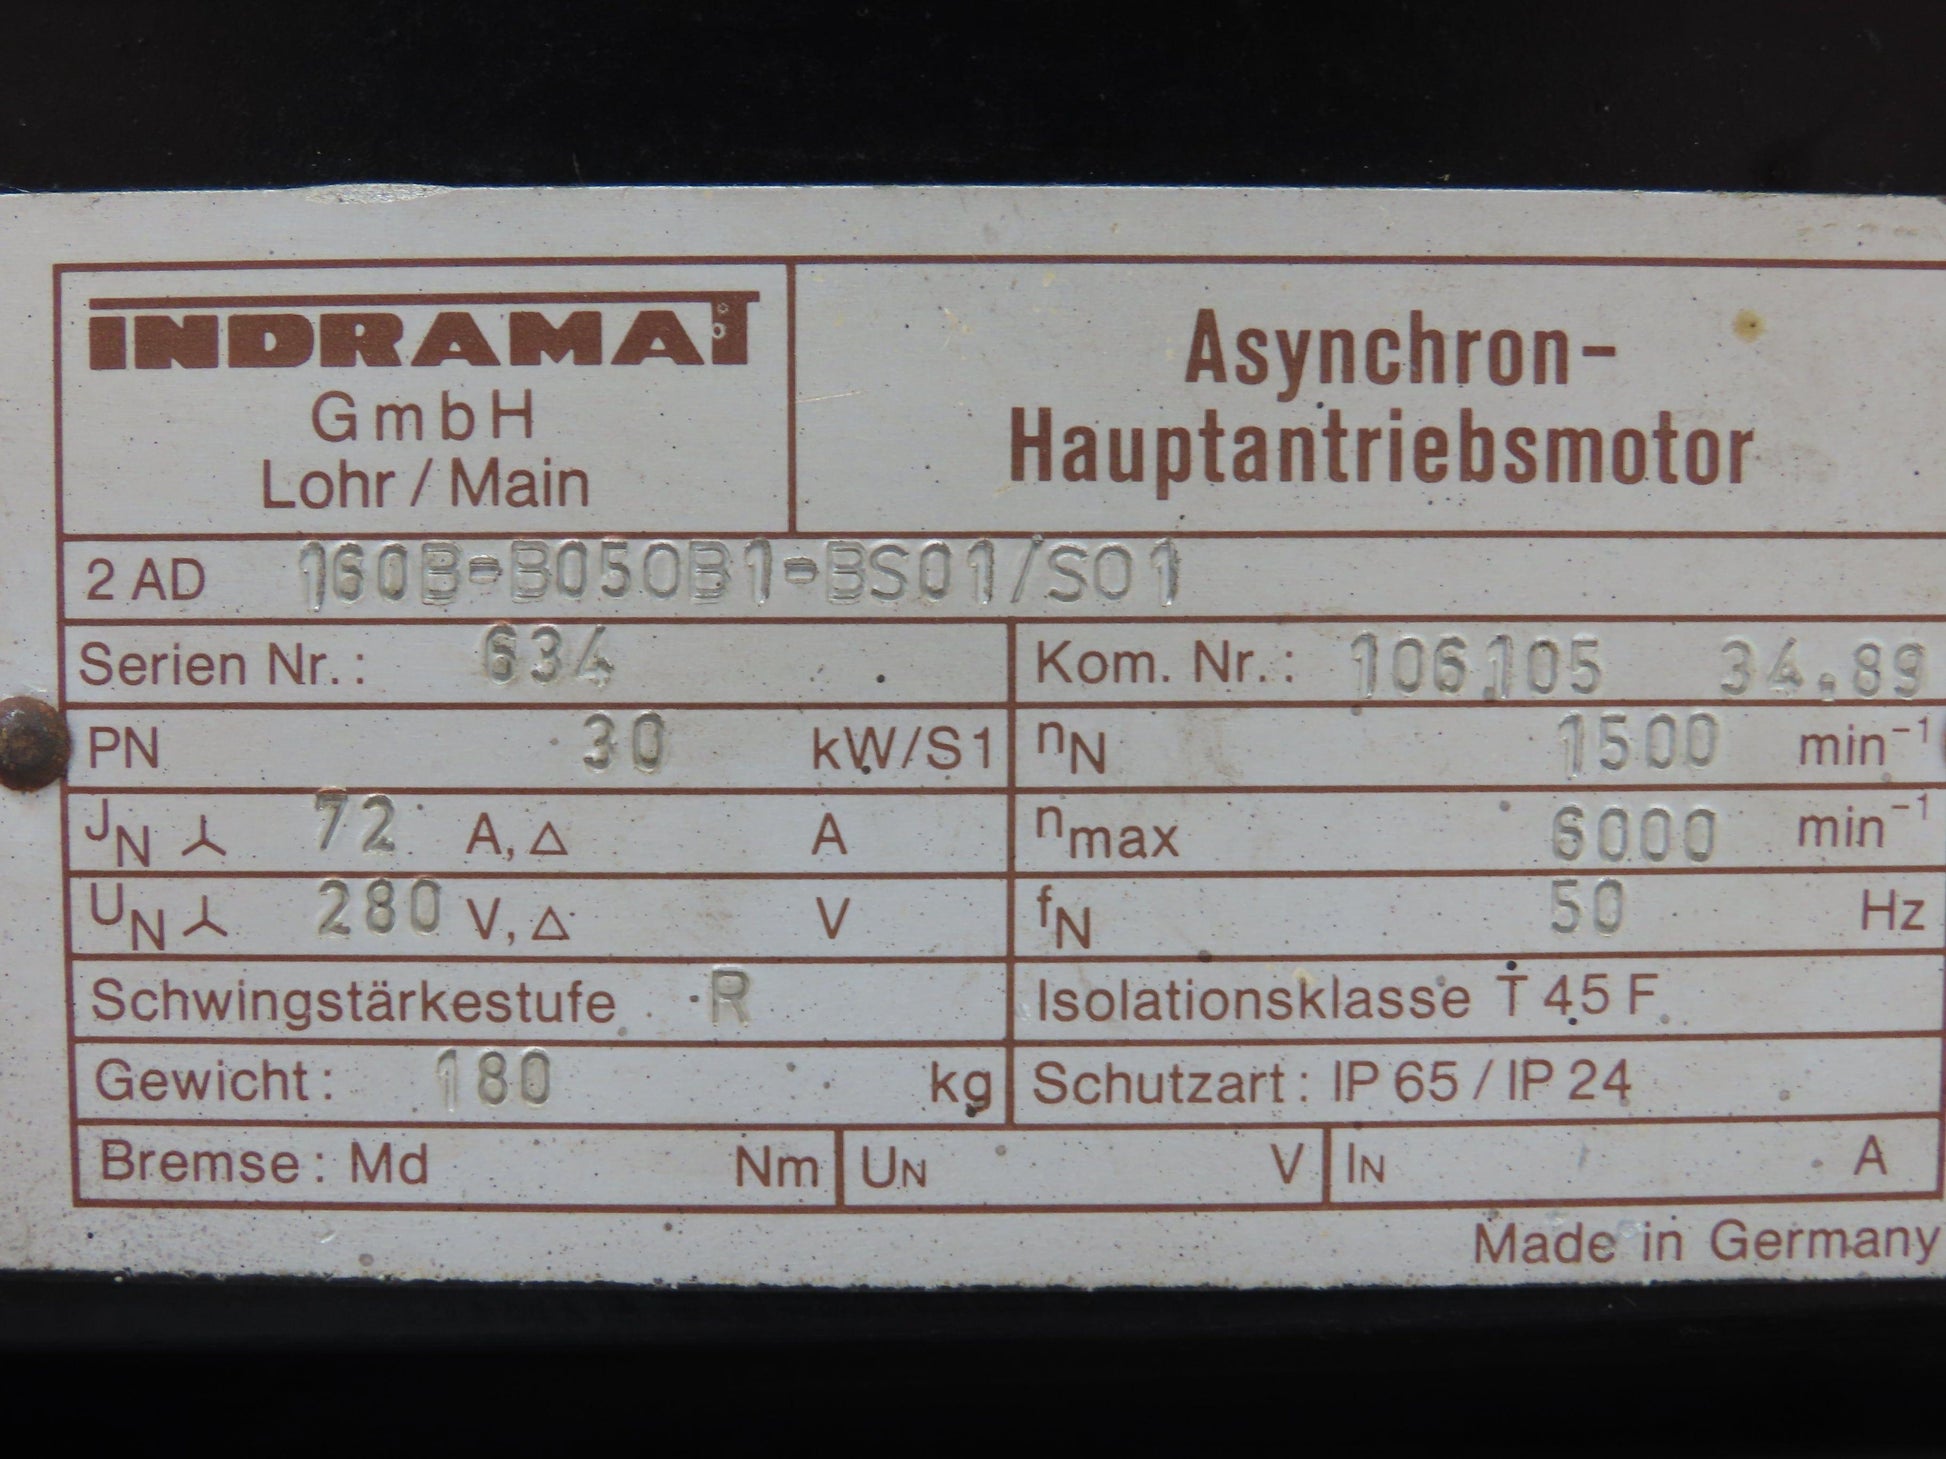 INDRAMAT
GmbH
Lohr / Main
Asynchron-
Hauptantriebsmotor
2 AD 160B-B050B1-BS01/S01
Serien Nr.: 634
Kom. Nr.: 106,105 34.89
PN 30 kW/S1
nN 1500 min⁻¹
JN ⅄ 72 A, △ A
nmax 6000 min⁻¹
UN ⅄ 280 V, △ V
fN 50 Hz
Schwingstärkestufe R
Isolationsklasse T 45 F
Gewicht: 180 kg
Schutzart: IP 65 / IP 24
Bremse: Md Nm UN V IN A
Made in Germany